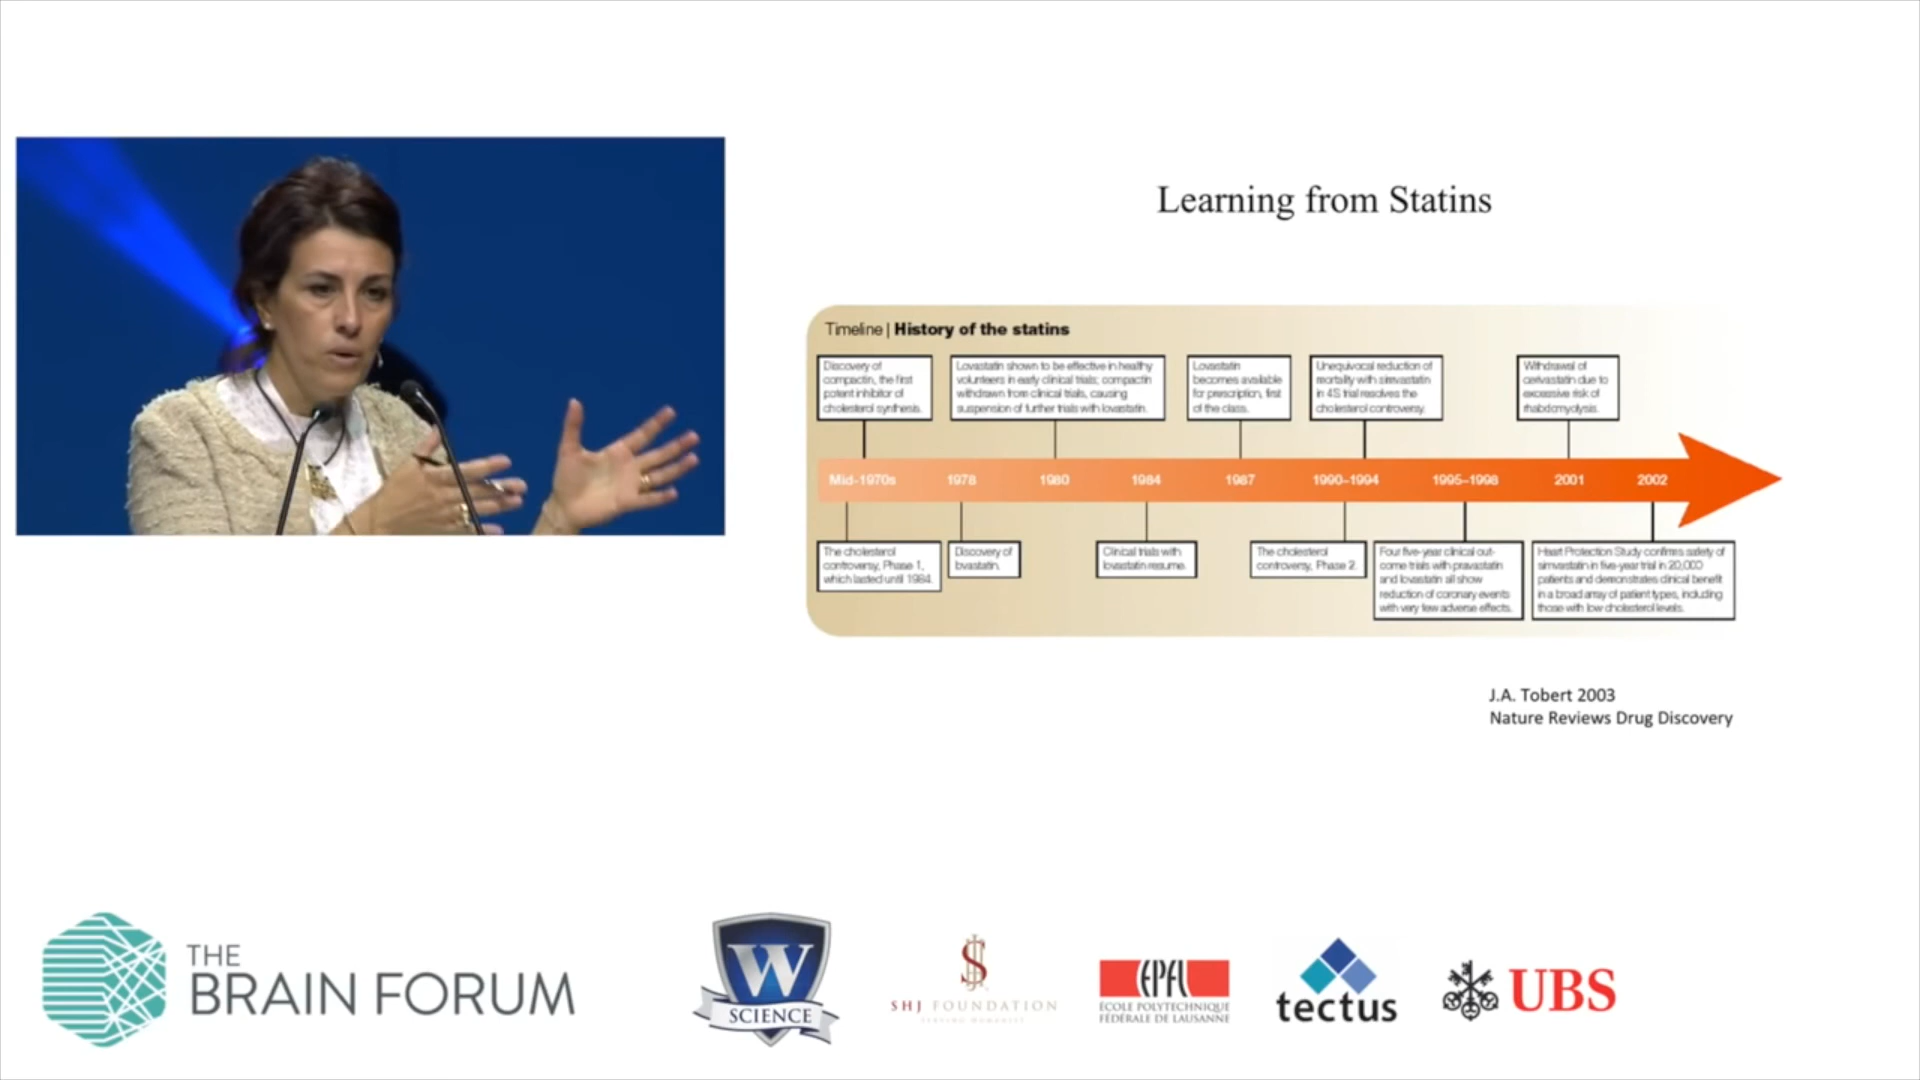 Learning from Statins
Timeline | History of the statins
Discovery of
compactin, the first
potent inhibitor of
cholesterol synthesis.
Lovastatin shown to be effective in healthy
volunteers in early clinical trials; compactin
withdrawn from clinical trials, causing
suspension of further trials with lovastatin.
Lovastatin
becomes available
for prescription, first
of the class.
Unequivocal reduction of
mortality with simvastatin
in 4S trial resolves the
cholesterol controversy.
Withdrawal of
cerivastatin due to
excessive risk of
rhabdomyolysis.
Mid-1970s 1978 1980 1984 1987 1990–1994 1995–1998 2001 2002
The cholesterol
controversy, Phase 1,
which lasted until 1984.
Discovery of
lovastatin.
Clinical trials with
lovastatin resume.
The cholesterol
controversy, Phase 2.
Four five-year clinical out-
come trials with pravastatin
and lovastatin all show
reduction of coronary events
with very few adverse effects.
Heart Protection Study confirms safety of
simvastatin in five-year trial in 20,000
patients and demonstrates clinical benefit
in a broad array of patient types, including
those with low cholesterol levels.
J.A. Tobert 2003
Nature Reviews Drug Discovery
THE
BRAIN FORUM
W
SCIENCE
SHJ FOUNDATION
SERVING HUMANITY
EPFL
ÉCOLE POLYTECHNIQUE
FÉDÉRALE DE LAUSANNE
tectus
UBS